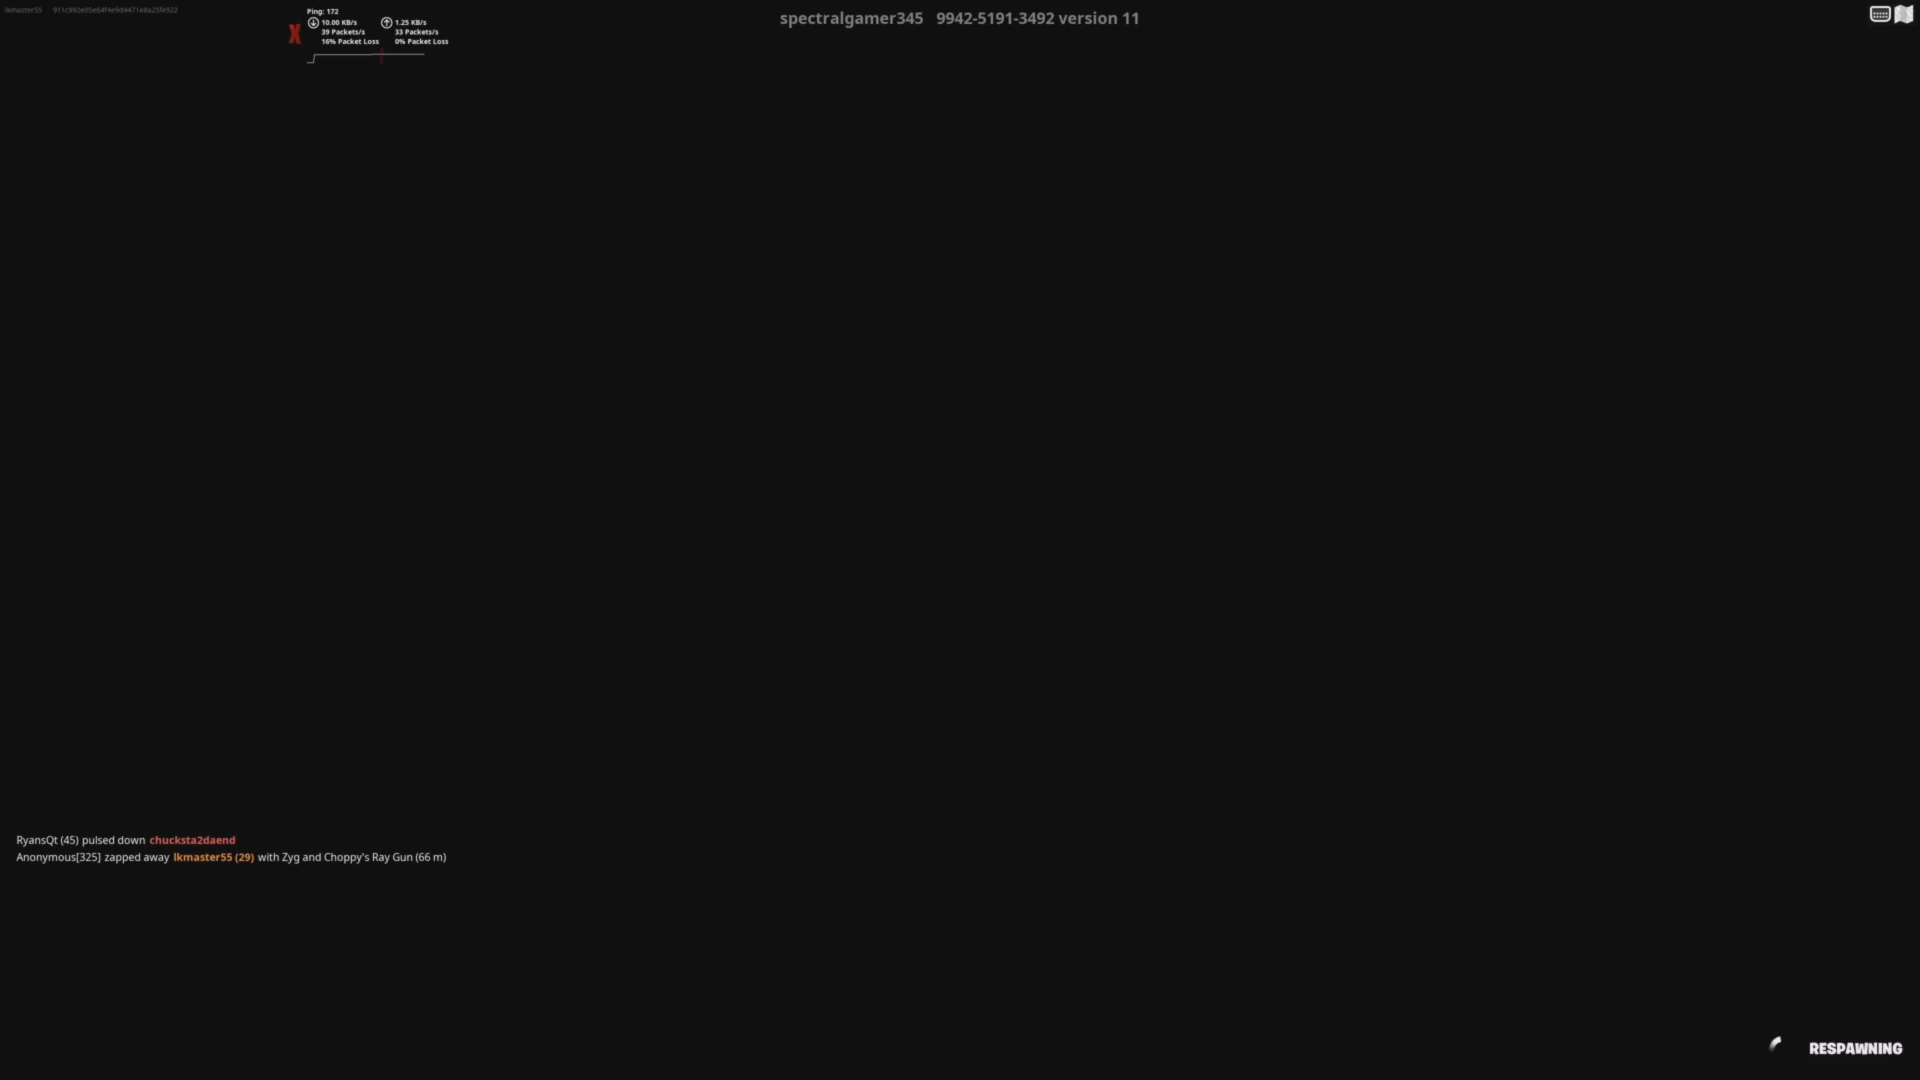 lkmaster55
Ping: 172
10.00 KB/s 1.25 KB/s
39 Packets/s 33 Packets/s
16% Packet Loss 0% Packet Loss
spectralgamer345 9942-5191-3492 version 11
RyansQt (45) pulsed down chucksta2daend
Anonymous[325] zapped away lkmaster55 (29) with Zyg and Choppy's Ray Gun (66 m)
RESPAWNING